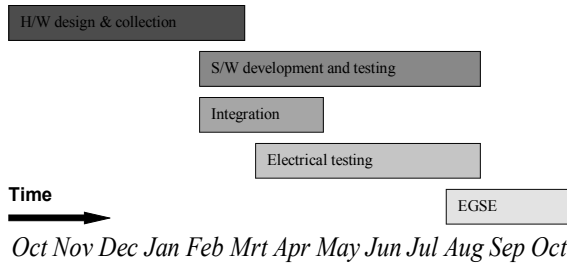 H/W design & collection
S/W development and testing
Integration
Electrical testing
Time
EGSE
Oct Nov Dec Jan Feb Mrt Apr May Jun Jul Aug Sep Oct